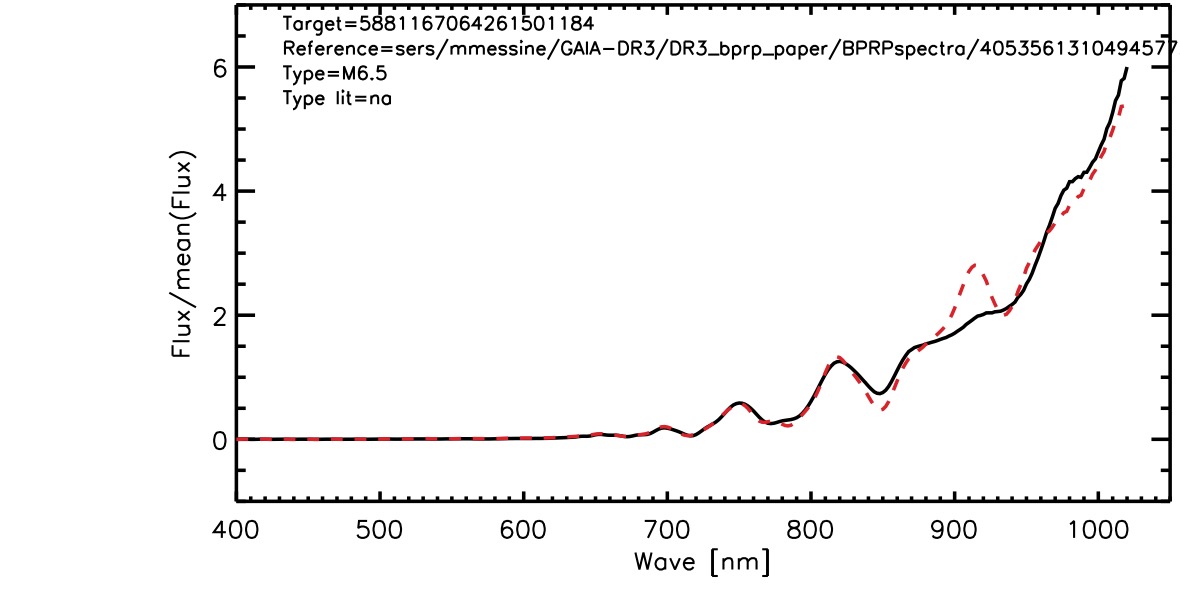 Target=5881167064261501184
Reference=sers/mmessine/GAIA-DR3/DR3_bprp_paper/BPRPspectra/4053561310494577
Type=M6.5
Type lit=na
6
4
2
0
Flux/mean(Flux)
400 500 600 700 800 900 1000
Wave [nm]